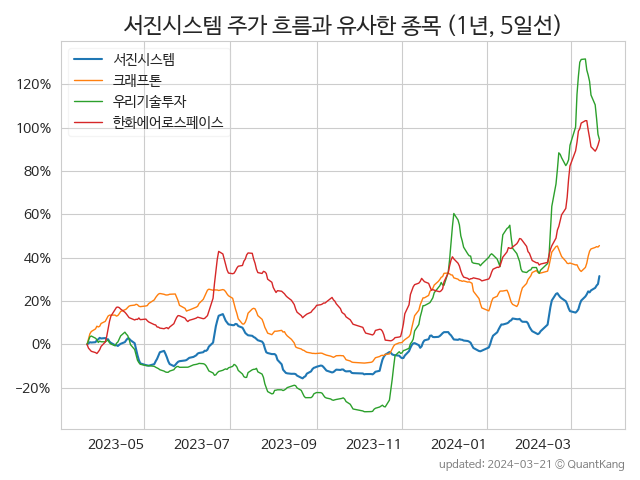 서진시스템 주가 흐름과 유사한 종목 (1년, 5일선)
서진시스템
크래프톤
우리기술투자
한화에어로스페이스
120%
100%
80%
60%
40%
20%
0%
−20%
2023-05 2023-07 2023-09 2023-11 2024-01 2024-03
updated: 2024-03-21 © QuantKang